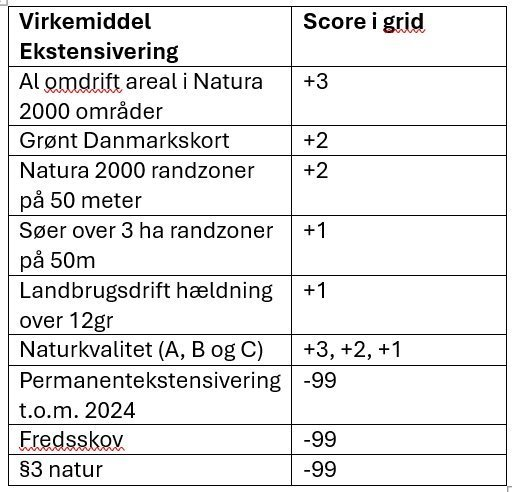 Virkemiddel Score i grid
Ekstensivering
Al omdrift areal i Natura +3
2000 områder
Grønt Danmarkskort +2
Natura 2000 randzoner +2
på 50 meter
Søer over 3 ha randzoner +1
på 50m
Landbrugsdrift hældning +1
over 12gr
Naturkvalitet (A, B og C) +3, +2, +1
Permanentekstensivering -99
t.o.m. 2024
Fredsskov -99
§3 natur -99